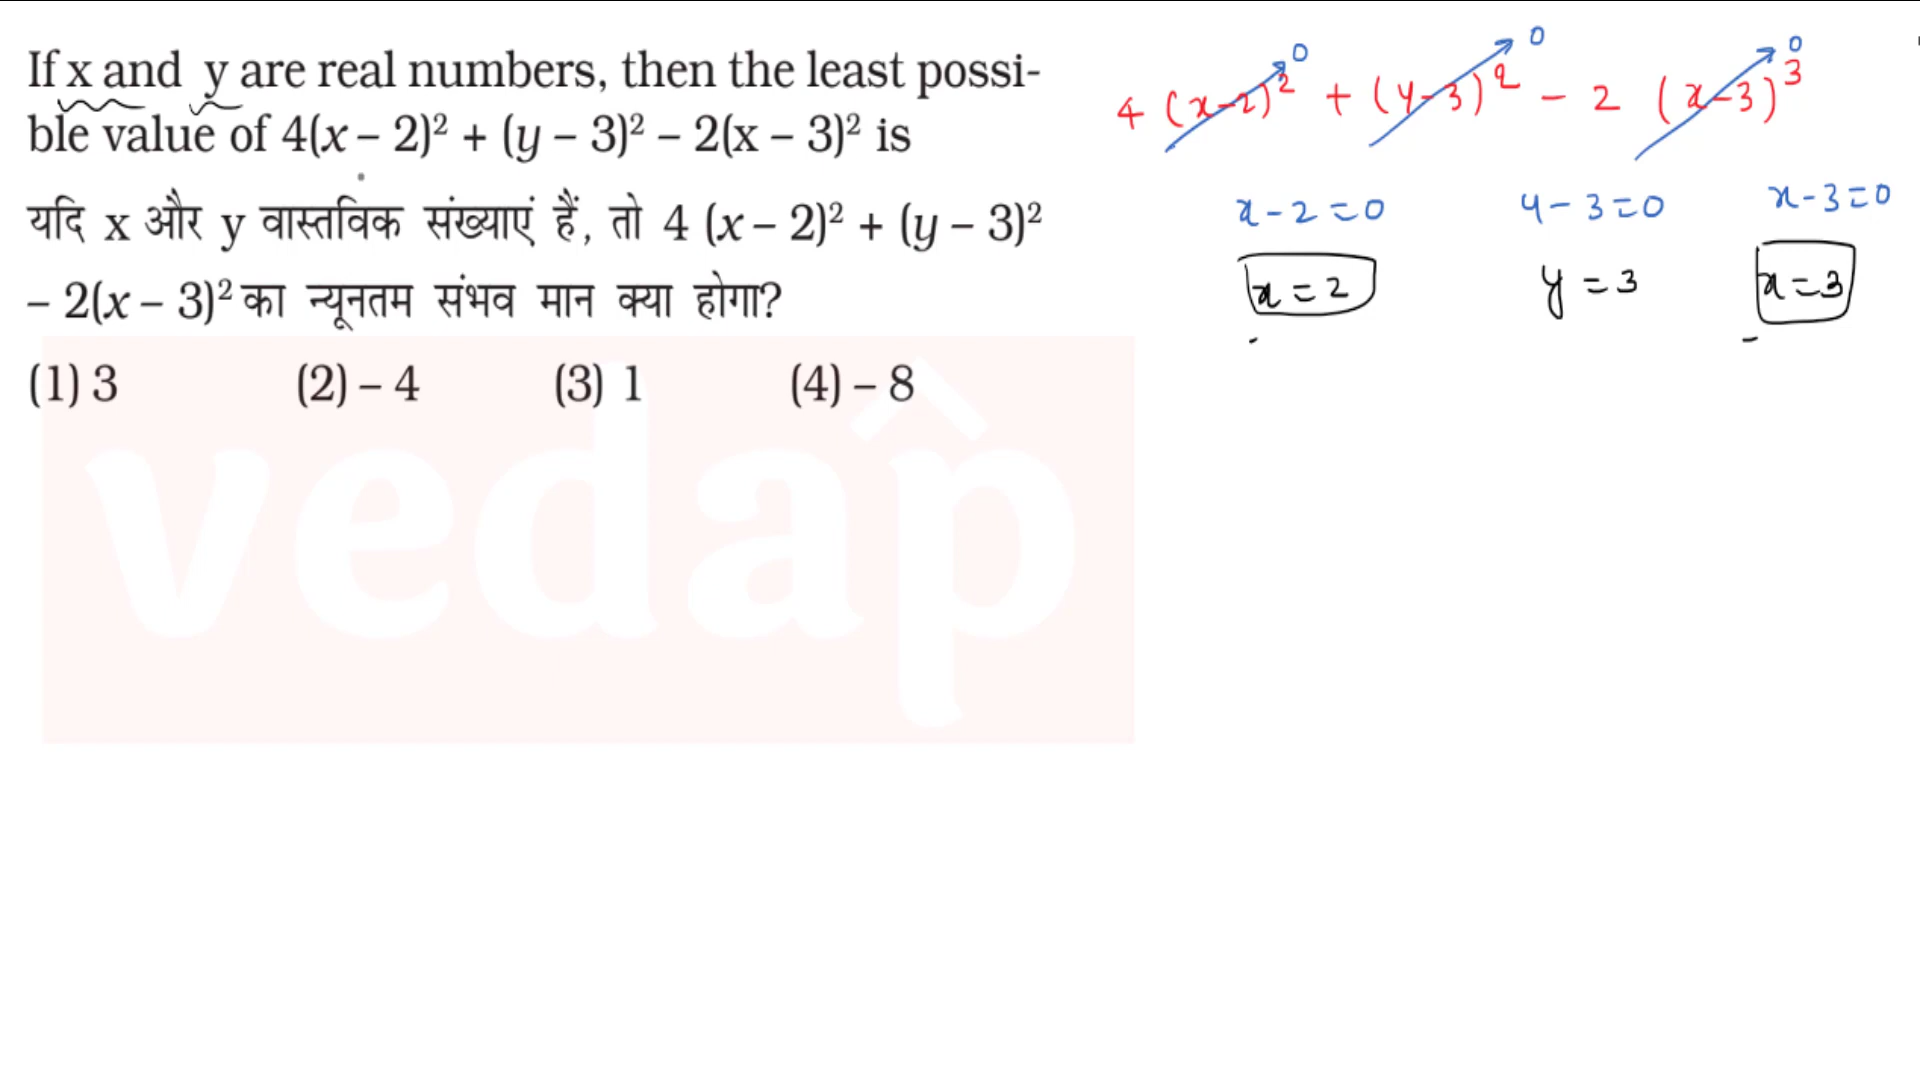 If x and y are real numbers, then the least possi-
ble value of 4(x – 2)² + (y – 3)² – 2(x – 3)² is
यदि x और y वास्तविक संख्याएं हैं, तो 4 (x – 2)² + (y – 3)²
– 2(x – 3)² का न्यूनतम संभव मान क्या होगा?
(1) 3 (2) – 4 (3) 1 (4) – 8
vedap
0 0 0
4 (x-2)² + (y-3)² - 2 (x-3)³
x - 2 = 0 y - 3 = 0 x - 3 = 0
x = 2 y = 3 x = 3